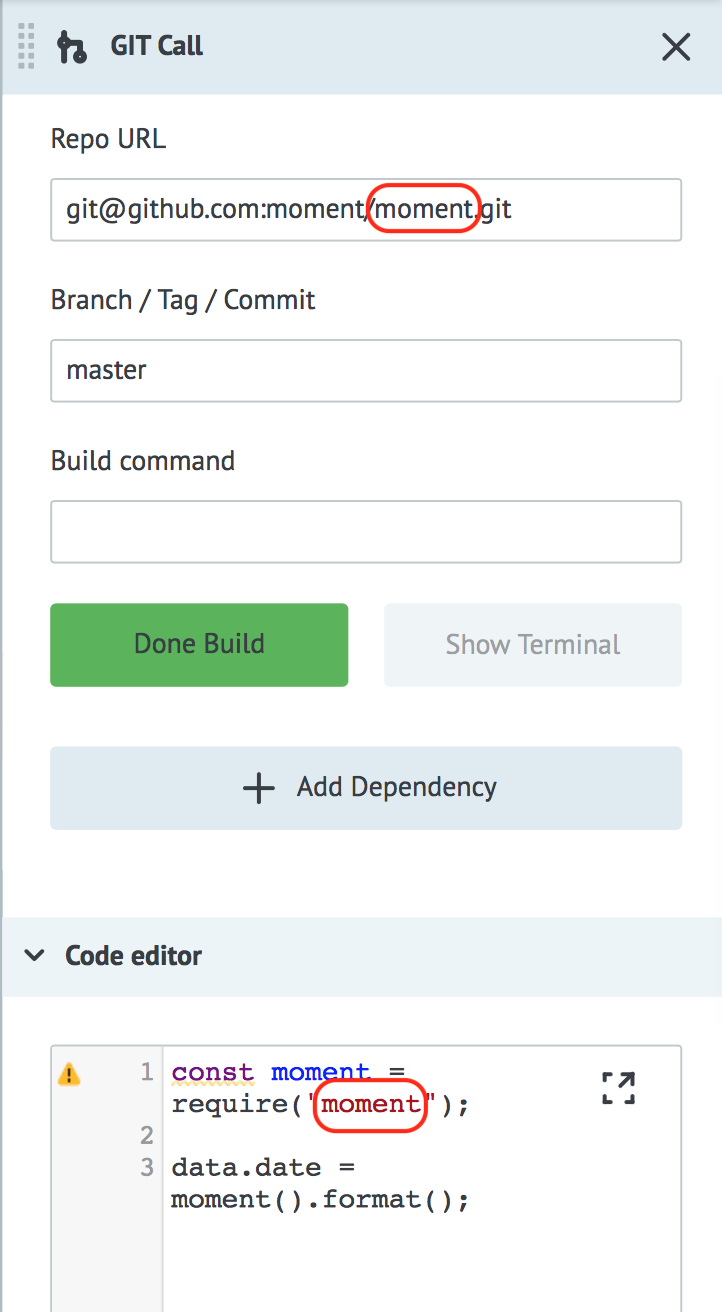 GIT Call
Repo URL
git@github.com:moment/moment.git
Branch / Tag / Commit
master
Build command
Done Build
Show Terminal
Add Dependency
Code editor
1 const moment =
require("moment");
2
3 data.date =
moment().format();